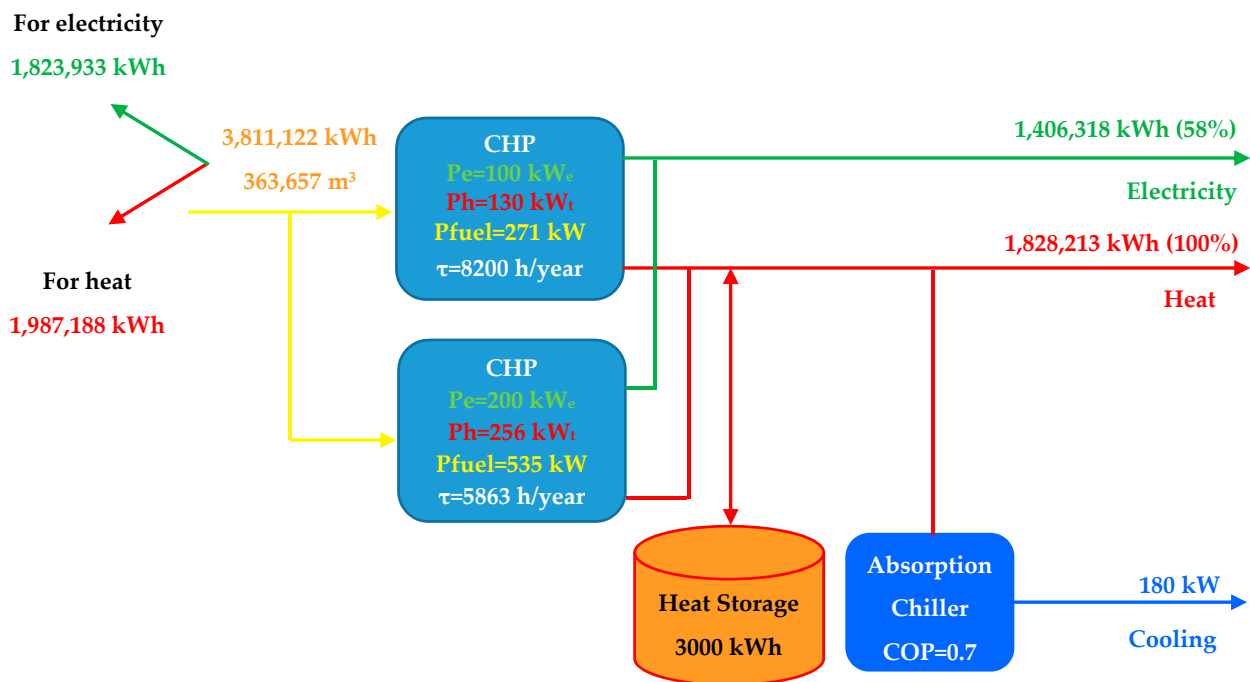 For electricity
1,823,933 kWh
3,811,122 kWh
363,657 m³
For heat
1,987,188 kWh
CHP
Pe=100 kWₑ
Ph=130 kWₜ
Pfuel=271 kW
τ=8200 h/year
1,406,318 kWh (58%)
Electricity
1,828,213 kWh (100%)
Heat
CHP
Pe=200 kWₑ
Ph=256 kWₜ
Pfuel=535 kW
τ=5863 h/year
Heat Storage
3000 kWh
Absorption
Chiller
COP=0.7
180 kW
Cooling